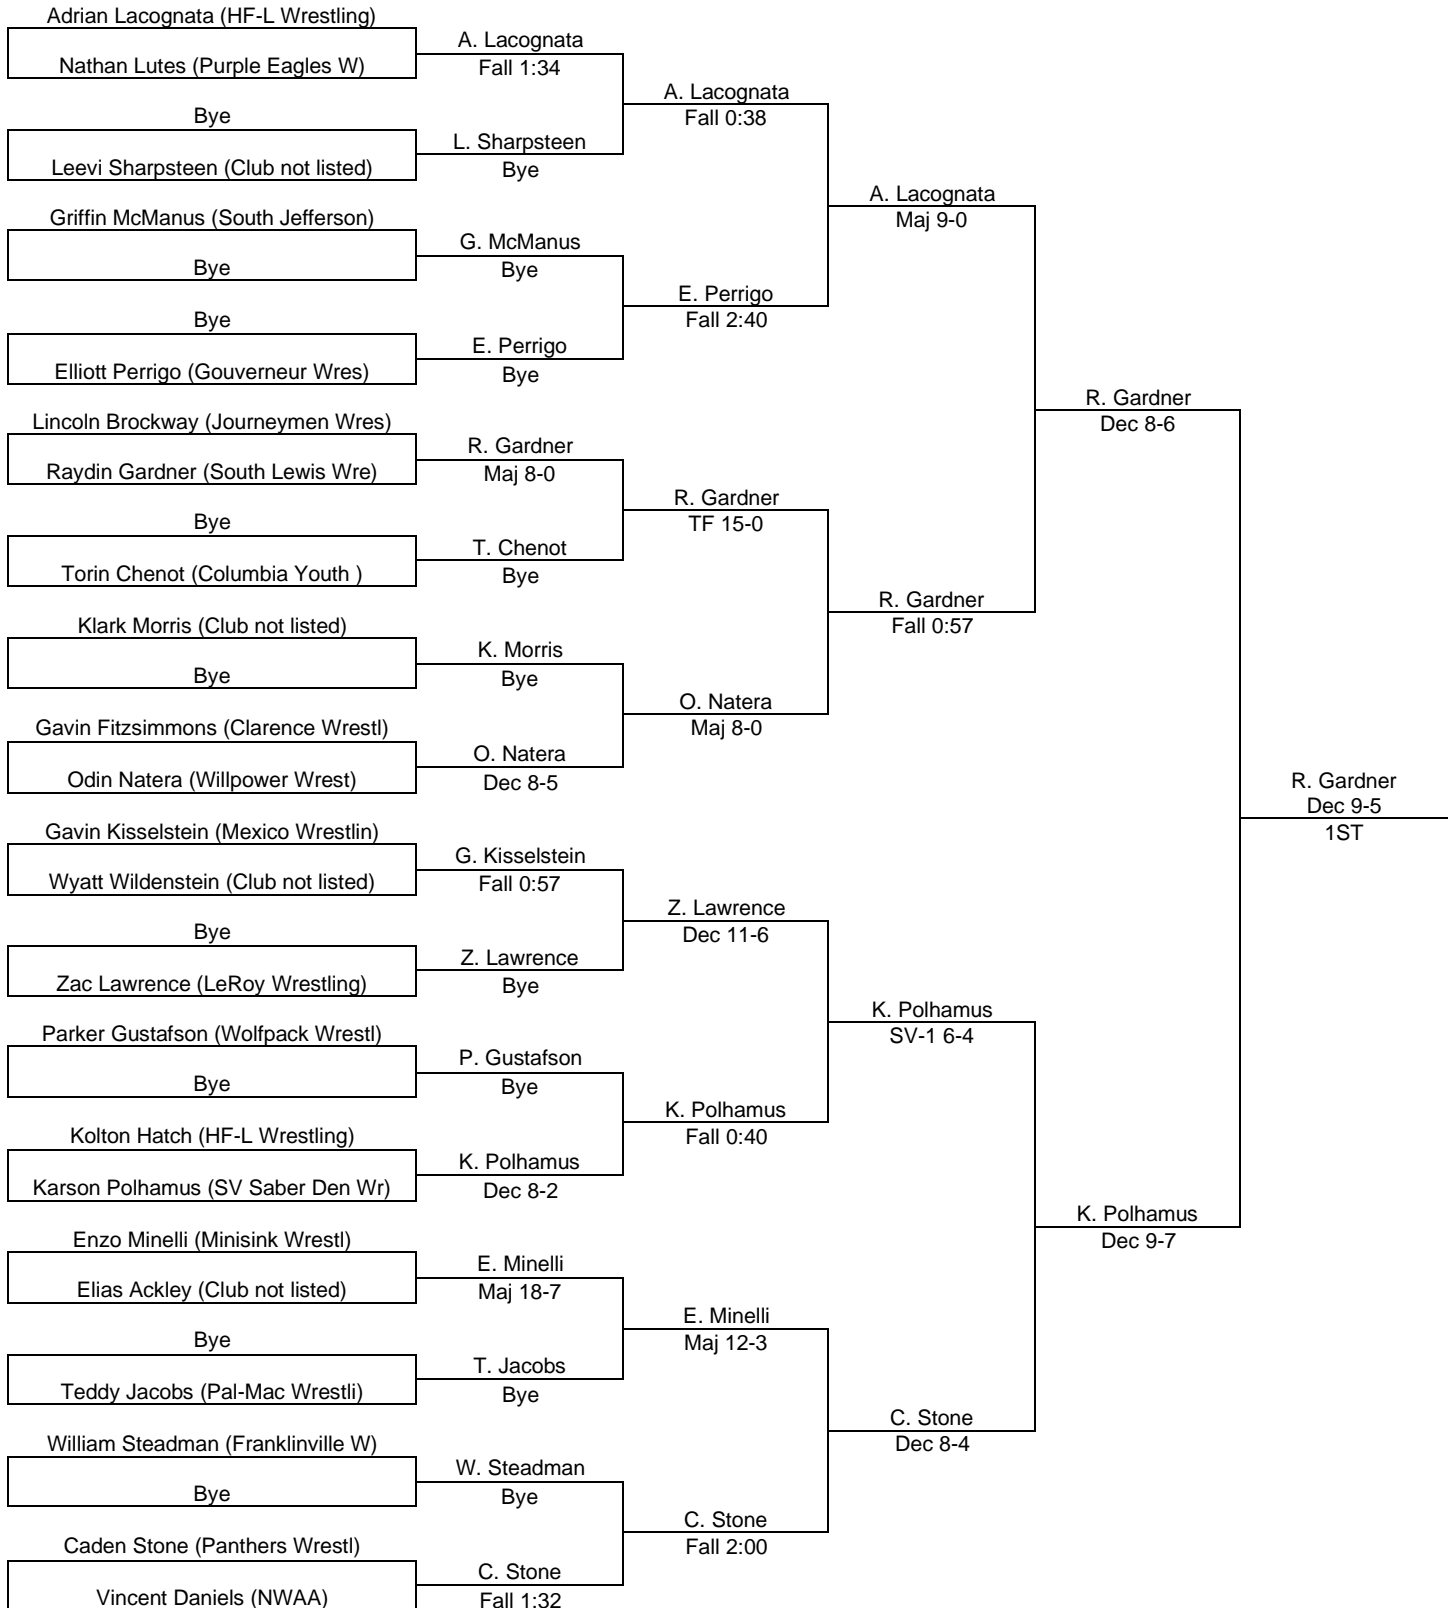 Adrian Lacognata (HF-L Wrestling)
Nathan Lutes (Purple Eagles W)
Bye
Leevi Sharpsteen (Club not listed)
Griffin McManus (South Jefferson)
Bye
Bye
Elliott Perrigo (Gouverneur Wres)
Lincoln Brockway (Journeymen Wres)
Raydin Gardner (South Lewis Wre)
Bye
Torin Chenot (Columbia Youth )
Klark Morris (Club not listed)
Bye
Gavin Fitzsimmons (Clarence Wrestl)
Odin Natera (Willpower Wrest)
Gavin Kisselstein (Mexico Wrestlin)
Wyatt Wildenstein (Club not listed)
Bye
Zac Lawrence (LeRoy Wrestling)
Parker Gustafson (Wolfpack Wrestl)
Bye
Kolton Hatch (HF-L Wrestling)
Karson Polhamus (SV Saber Den Wr)
Enzo Minelli (Minisink Wrestl)
Elias Ackley (Club not listed)
Bye
Teddy Jacobs (Pal-Mac Wrestli)
William Steadman (Franklinville W)
Bye
Caden Stone (Panthers Wrestl)
Vincent Daniels (NWAA)
A. Lacognata
Fall 1:34
L. Sharpsteen
Bye
G. McManus
Bye
E. Perrigo
Bye
R. Gardner
Maj 8-0
T. Chenot
Bye
K. Morris
Bye
O. Natera
Dec 8-5
G. Kisselstein
Fall 0:57
Z. Lawrence
Bye
P. Gustafson
Bye
K. Polhamus
Dec 8-2
E. Minelli
Maj 18-7
T. Jacobs
Bye
W. Steadman
Bye
C. Stone
Fall 1:32
A. Lacognata
Fall 0:38
E. Perrigo
Fall 2:40
R. Gardner
TF 15-0
O. Natera
Maj 8-0
Z. Lawrence
Dec 11-6
K. Polhamus
Fall 0:40
E. Minelli
Maj 12-3
C. Stone
Fall 2:00
A. Lacognata
Maj 9-0
R. Gardner
Fall 0:57
K. Polhamus
SV-1 6-4
C. Stone
Dec 8-4
R. Gardner
Dec 8-6
K. Polhamus
Dec 9-7
R. Gardner
Dec 9-5
1ST